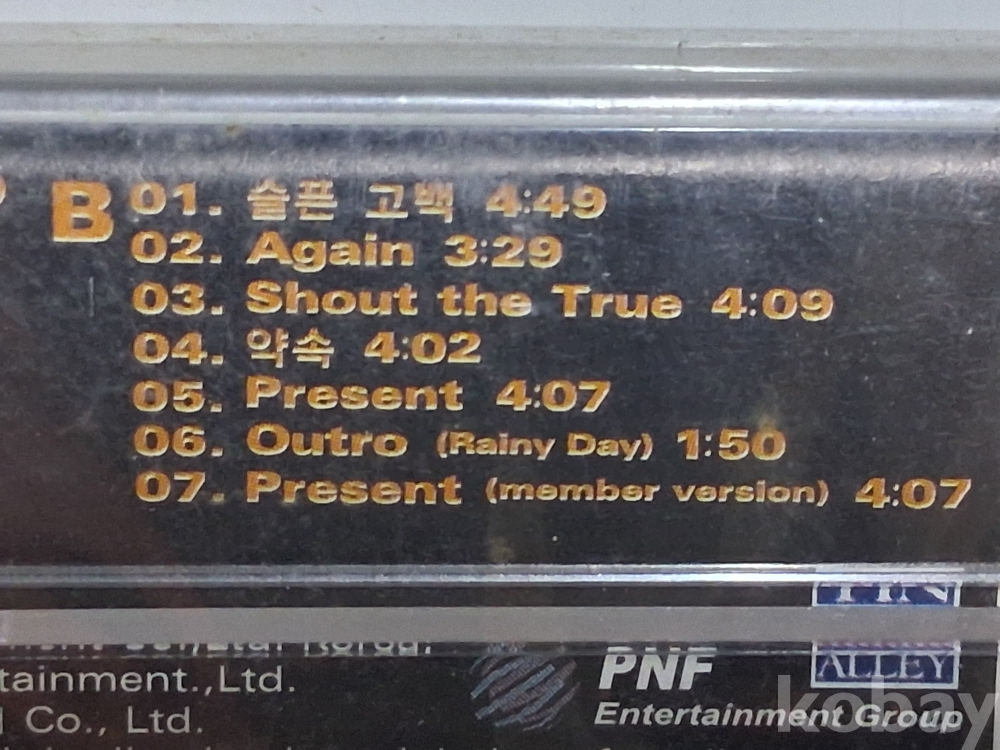 B
01. 슬픈 고백 4:49
02. Again 3:29
03. Shout the True 4:09
04. 약속 4:02
05. Present 4:07
06. Outro (Rainy Day) 1:50
07. Present (member version) 4:07
tainment.,Ltd.
Co., Ltd.
PNF
Entertainment Group
ALLEY
kobay